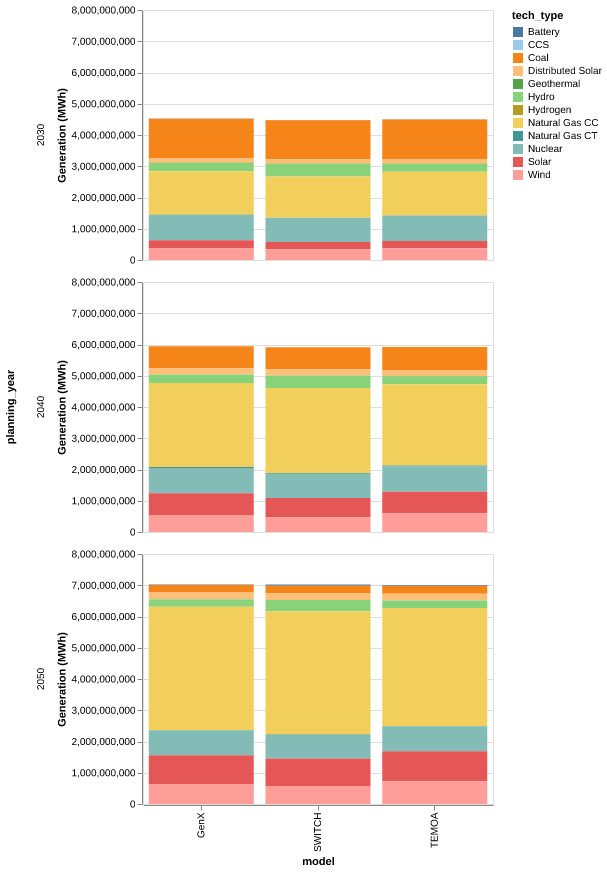 tech_type
Battery
CCS
Coal
Distributed Solar
Geothermal
Hydro
Hydrogen
Natural Gas CC
Natural Gas CT
Nuclear
Solar
Wind
planning_year
2030
Generation (MWh)
8,000,000,000
7,000,000,000
6,000,000,000
5,000,000,000
4,000,000,000
3,000,000,000
2,000,000,000
1,000,000,000
0
2040
Generation (MWh)
8,000,000,000
7,000,000,000
6,000,000,000
5,000,000,000
4,000,000,000
3,000,000,000
2,000,000,000
1,000,000,000
0
2050
Generation (MWh)
8,000,000,000
7,000,000,000
6,000,000,000
5,000,000,000
4,000,000,000
3,000,000,000
2,000,000,000
1,000,000,000
0
GenX
SWITCH
TEMOA
model